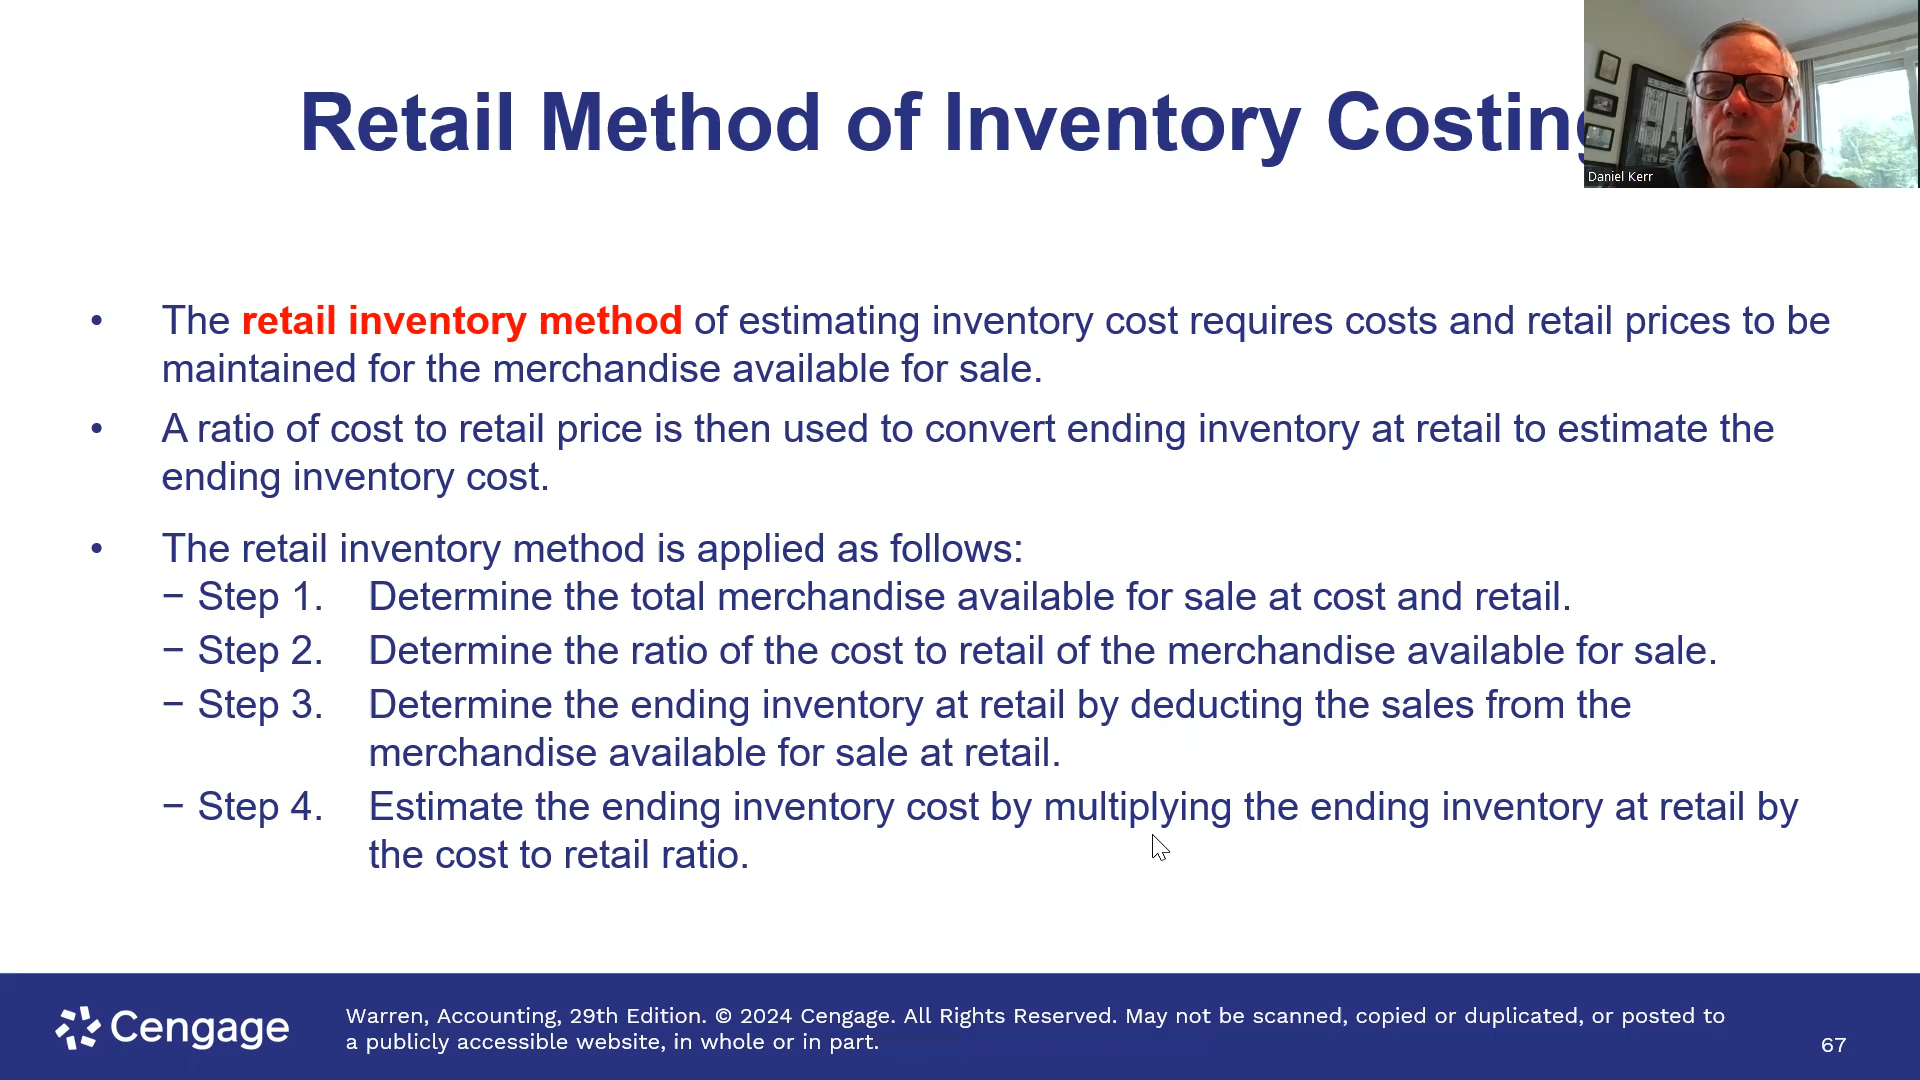 Retail Method of Inventory Costing
Daniel Kerr
• The retail inventory method of estimating inventory cost requires costs and retail prices to be
maintained for the merchandise available for sale.
• A ratio of cost to retail price is then used to convert ending inventory at retail to estimate the
ending inventory cost.
• The retail inventory method is applied as follows:
− Step 1. Determine the total merchandise available for sale at cost and retail.
− Step 2. Determine the ratio of the cost to retail of the merchandise available for sale.
− Step 3. Determine the ending inventory at retail by deducting the sales from the
merchandise available for sale at retail.
− Step 4. Estimate the ending inventory cost by multiplying the ending inventory at retail by
the cost to retail ratio.
Cengage
Warren, Accounting, 29th Edition. © 2024 Cengage. All Rights Reserved. May not be scanned, copied or duplicated, or posted to
a publicly accessible website, in whole or in part.
67